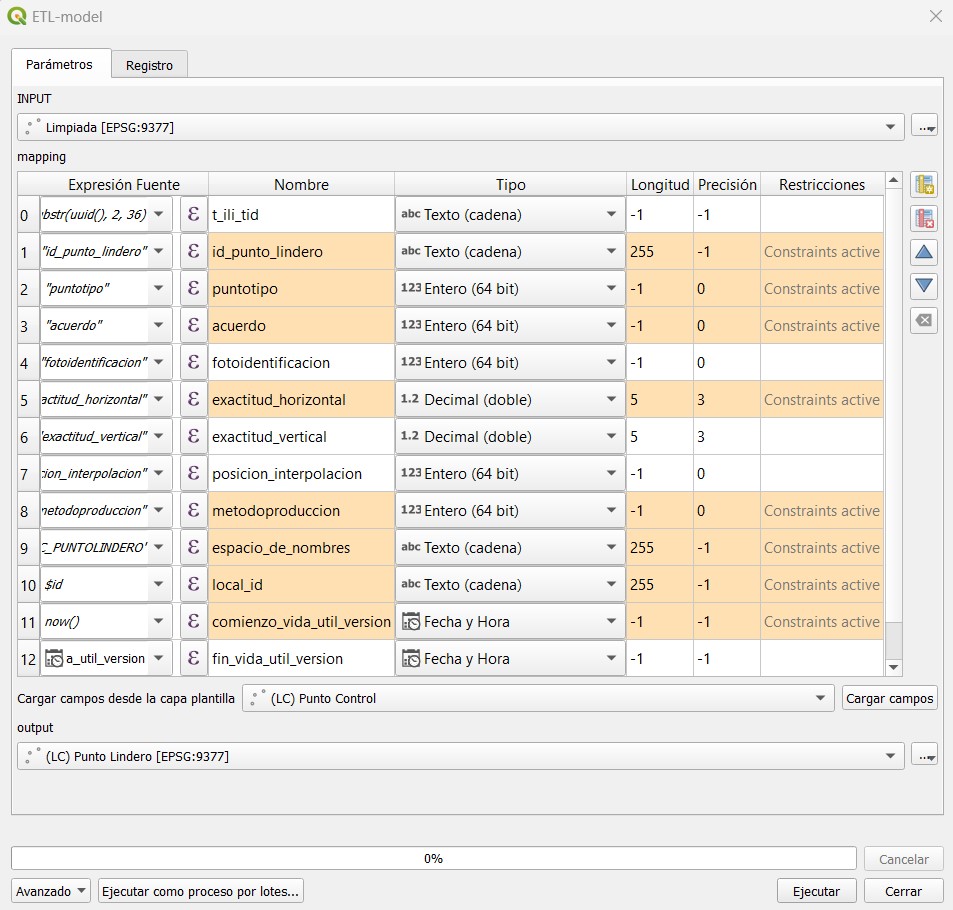 ETL-model
Parámetros
Registro
INPUT
Limpiada [EPSG:9377]
...
mapping
Expresión Fuente Nombre Tipo Longitud Precisión Restricciones
0 ubstr(uuid(), 2, 36) ε t_ili_tid abc Texto (cadena) -1 -1
1 "id_punto_lindero" ε id_punto_lindero abc Texto (cadena) 255 -1 Constraints active
2 "puntotipo" ε puntotipo 123 Entero (64 bit) -1 0 Constraints active
3 "acuerdo" ε acuerdo 123 Entero (64 bit) -1 0 Constraints active
4 "fotoidentificacion" ε fotoidentificacion 123 Entero (64 bit) -1 0
5 actitud_horizontal" ε exactitud_horizontal 1.2 Decimal (doble) 5 3 Constraints active
6 "exactitud_vertical" ε exactitud_vertical 1.2 Decimal (doble) 5 3
7 cion_interpolacion" ε posicion_interpolacion 123 Entero (64 bit) -1 0
8 metodoproduccion" ε metodoproduccion 123 Entero (64 bit) -1 0 Constraints active
9 C_PUNTOLINDERO' ε espacio_de_nombres abc Texto (cadena) 255 -1 Constraints active
10 $id ε local_id abc Texto (cadena) 255 -1 Constraints active
11 now() ε comienzo_vida_util_version Fecha y Hora -1 -1 Constraints active
12 a_util_version ε fin_vida_util_version Fecha y Hora -1 -1
Cargar campos desde la capa plantilla (LC) Punto Control Cargar campos
output
(LC) Punto Lindero [EPSG:9377]
...
0%
Cancelar
Avanzado Ejecutar como proceso por lotes... Ejecutar Cerrar